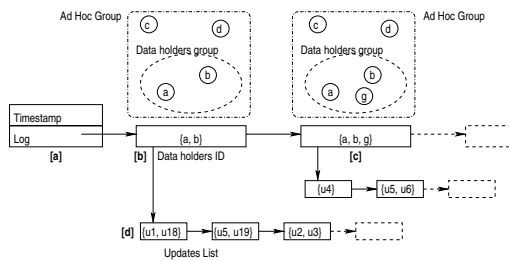 Ad Hoc Group
Ad Hoc Group
c
d
c
d
Data holders group
Data holders group
b
b
a
a
g
Timestamp
Log
{a, b}
{a, b, g}
[a]
[b]
Data holders ID
[c]
{u4}
{u5, u6}
[d]
{u1, u18}
{u5, u19}
{u2, u3}
Updates List